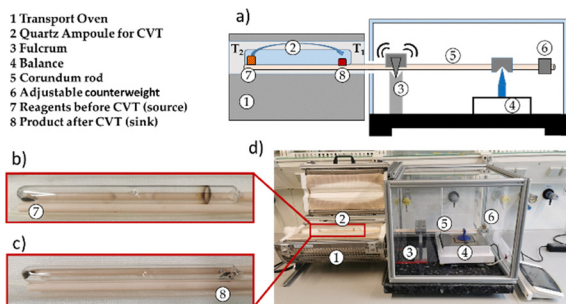 1 Transport Oven
2 Quartz Ampoule for CVT
3 Fulcrum
4 Balance
5 Corundum rod
6 Adjustable counterweight
7 Reagents before CVT (source)
8 Product after CVT (sink)
a)
T₂ 2 T₁
7 8
1
5 6
3
4
b)
7
c)
8
d)
2
1
5 6
3 4